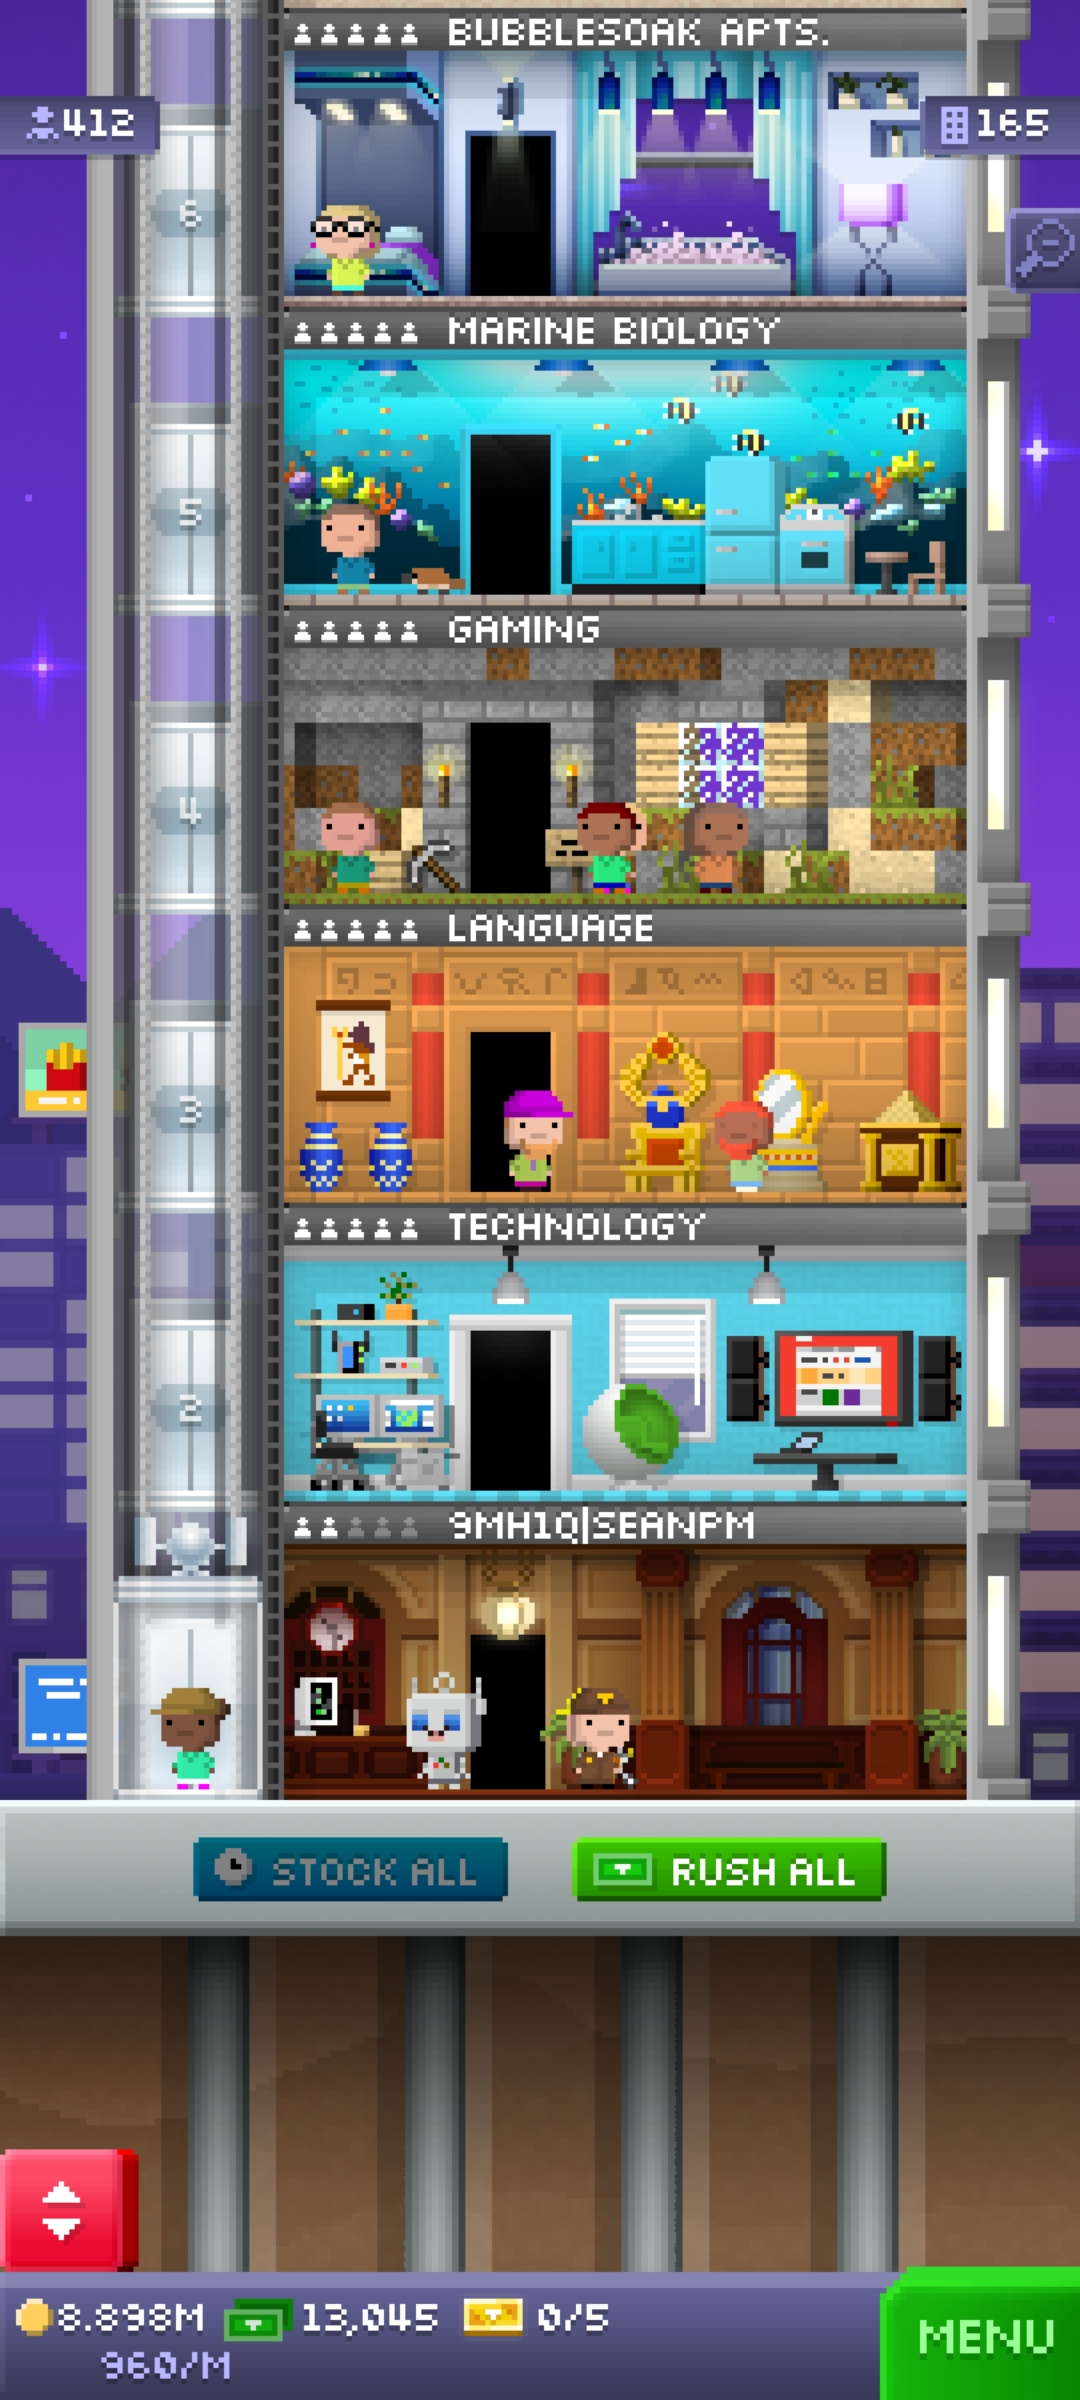 BUBBLESOAK APTS.
412
165
6
MARINE BIOLOGY
5
GAMING
4
LANGUAGE
3
TECHNOLOGY
2
9MH1Q|SEANPM
STOCK ALL
RUSH ALL
8.898M 13,045 0/5
960/M
MENU